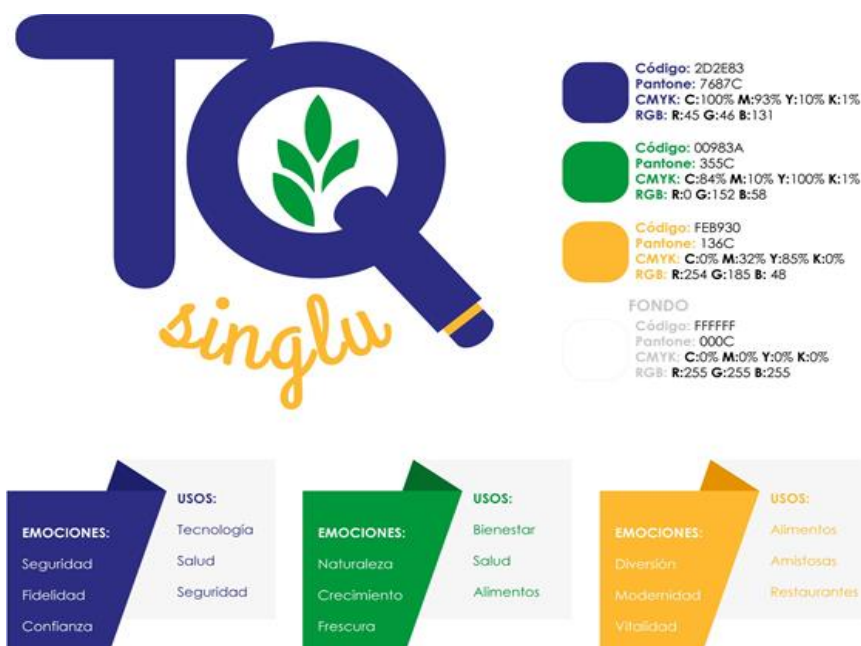 TQ
singlu
Código: 2D2E83
Pantone: 7687C
CMYK: C:100% M:93% Y:10% K:1%
RGB: R:45 G:46 B:131
Código: 00983A
Pantone: 355C
CMYK: C:84% M:10% Y:100% K:1%
RGB: R:0 G:152 B:58
Código: FEB930
Pantone: 136C
CMYK: C:0% M:32% Y:85% K:0%
RGB: R:254 G:185 B: 48
FONDO
Código: FFFFFF
Pantone: 000C
CMYK: C:0% M:0% Y:0% K:0%
RGB: R:255 G:255 B:255
EMOCIONES:
Seguridad
Fidelidad
Confianza
USOS:
Tecnología
Salud
Seguridad
EMOCIONES:
Naturaleza
Crecimiento
Frescura
USOS:
Bienestar
Salud
Alimentos
EMOCIONES:
Diversión
Modernidad
Vitalidad
USOS:
Alimentos
Amistosas
Restaurantes